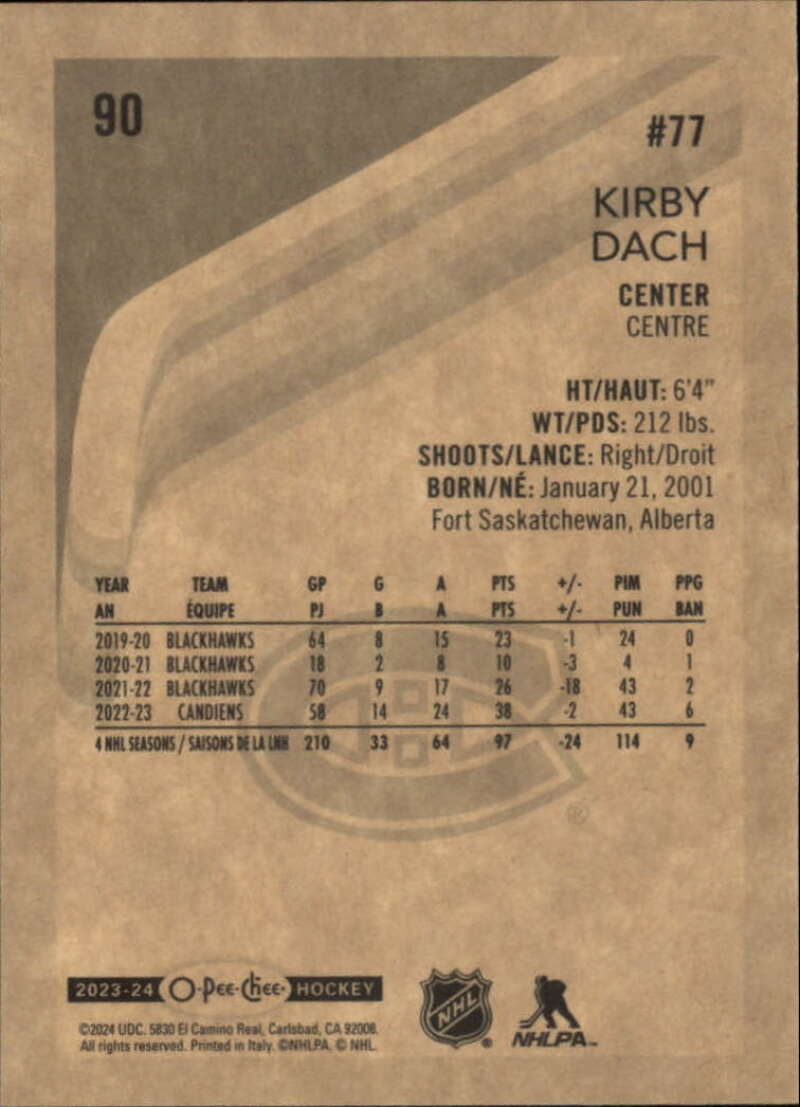 90
#77
KIRBY
DACH
CENTER
CENTRE
HT/HAUT: 6'4"
WT/PDS: 212 lbs.
SHOOTS/LANCE: Right/Droit
BORN/NÉ: January 21, 2001
Fort Saskatchewan, Alberta
YEAR TEAM GP G A PTS +/- PIM PPG
AN ÉQUIPE PJ B A PTS +/- PUN BAN
2019-20 BLACKHAWKS 64 8 15 23 -1 24 0
2020-21 BLACKHAWKS 18 2 8 10 -3 4 1
2021-22 BLACKHAWKS 70 9 17 26 -18 43 2
2022-23 CANDIENS 58 14 24 38 -2 43 6
4 NHL SEASONS / SAISONS DE LA LNH 210 33 64 97 -24 114 9
®
2023-24 O-Pee-Chee HOCKEY
©2024 UDC. 5830 El Camino Real, Carlsbad, CA 92008.
All rights reserved. Printed in Italy. ©NHLPA. © NHL.
NHL ®
NHLPA™